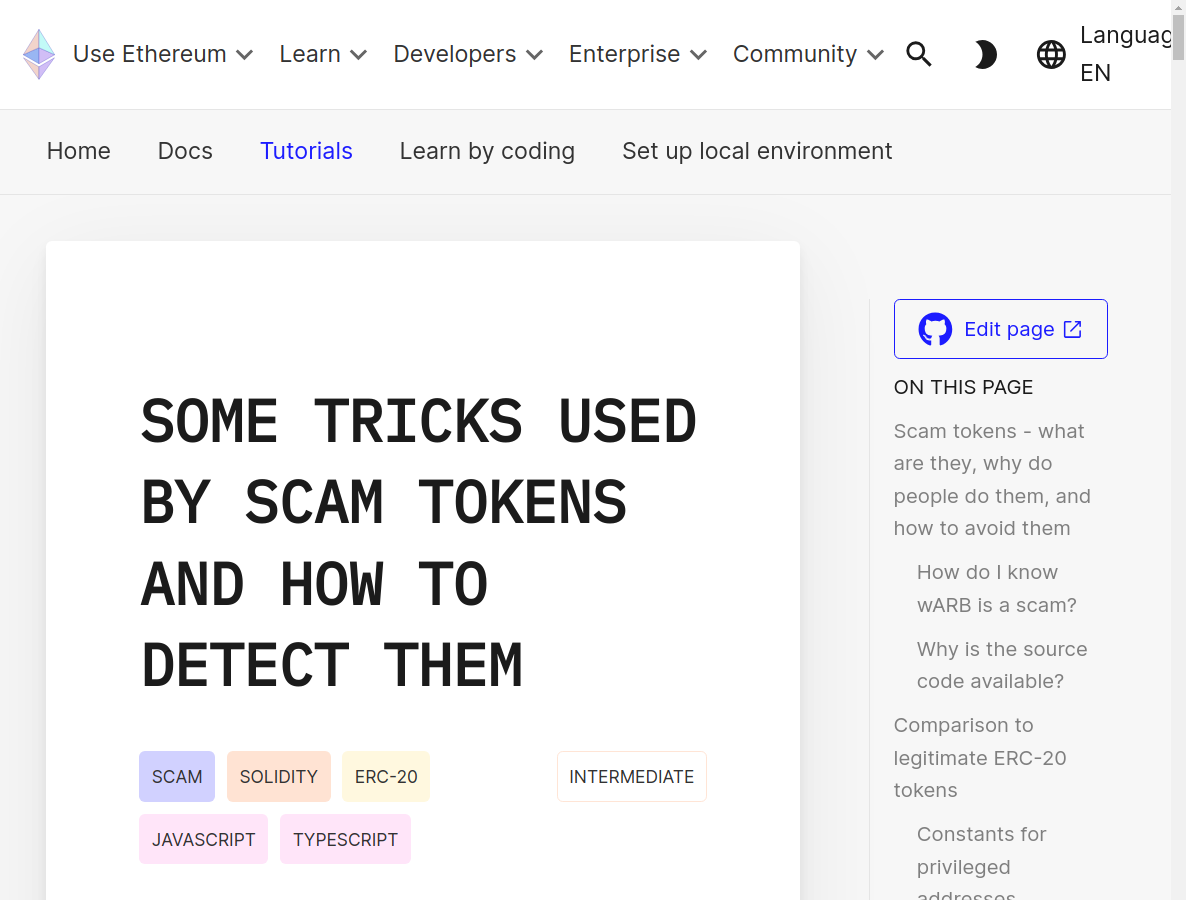 Use Ethereum Learn Developers Enterprise Community
Languag
EN
Home Docs Tutorials Learn by coding Set up local environment
SOME TRICKS USED
BY SCAM TOKENS
AND HOW TO
DETECT THEM
SCAM SOLIDITY ERC-20 INTERMEDIATE
JAVASCRIPT TYPESCRIPT
Edit page
ON THIS PAGE
Scam tokens - what
are they, why do
people do them, and
how to avoid them
How do I know
wARB is a scam?
Why is the source
code available?
Comparison to
legitimate ERC-20
tokens
Constants for
privileged
addresses